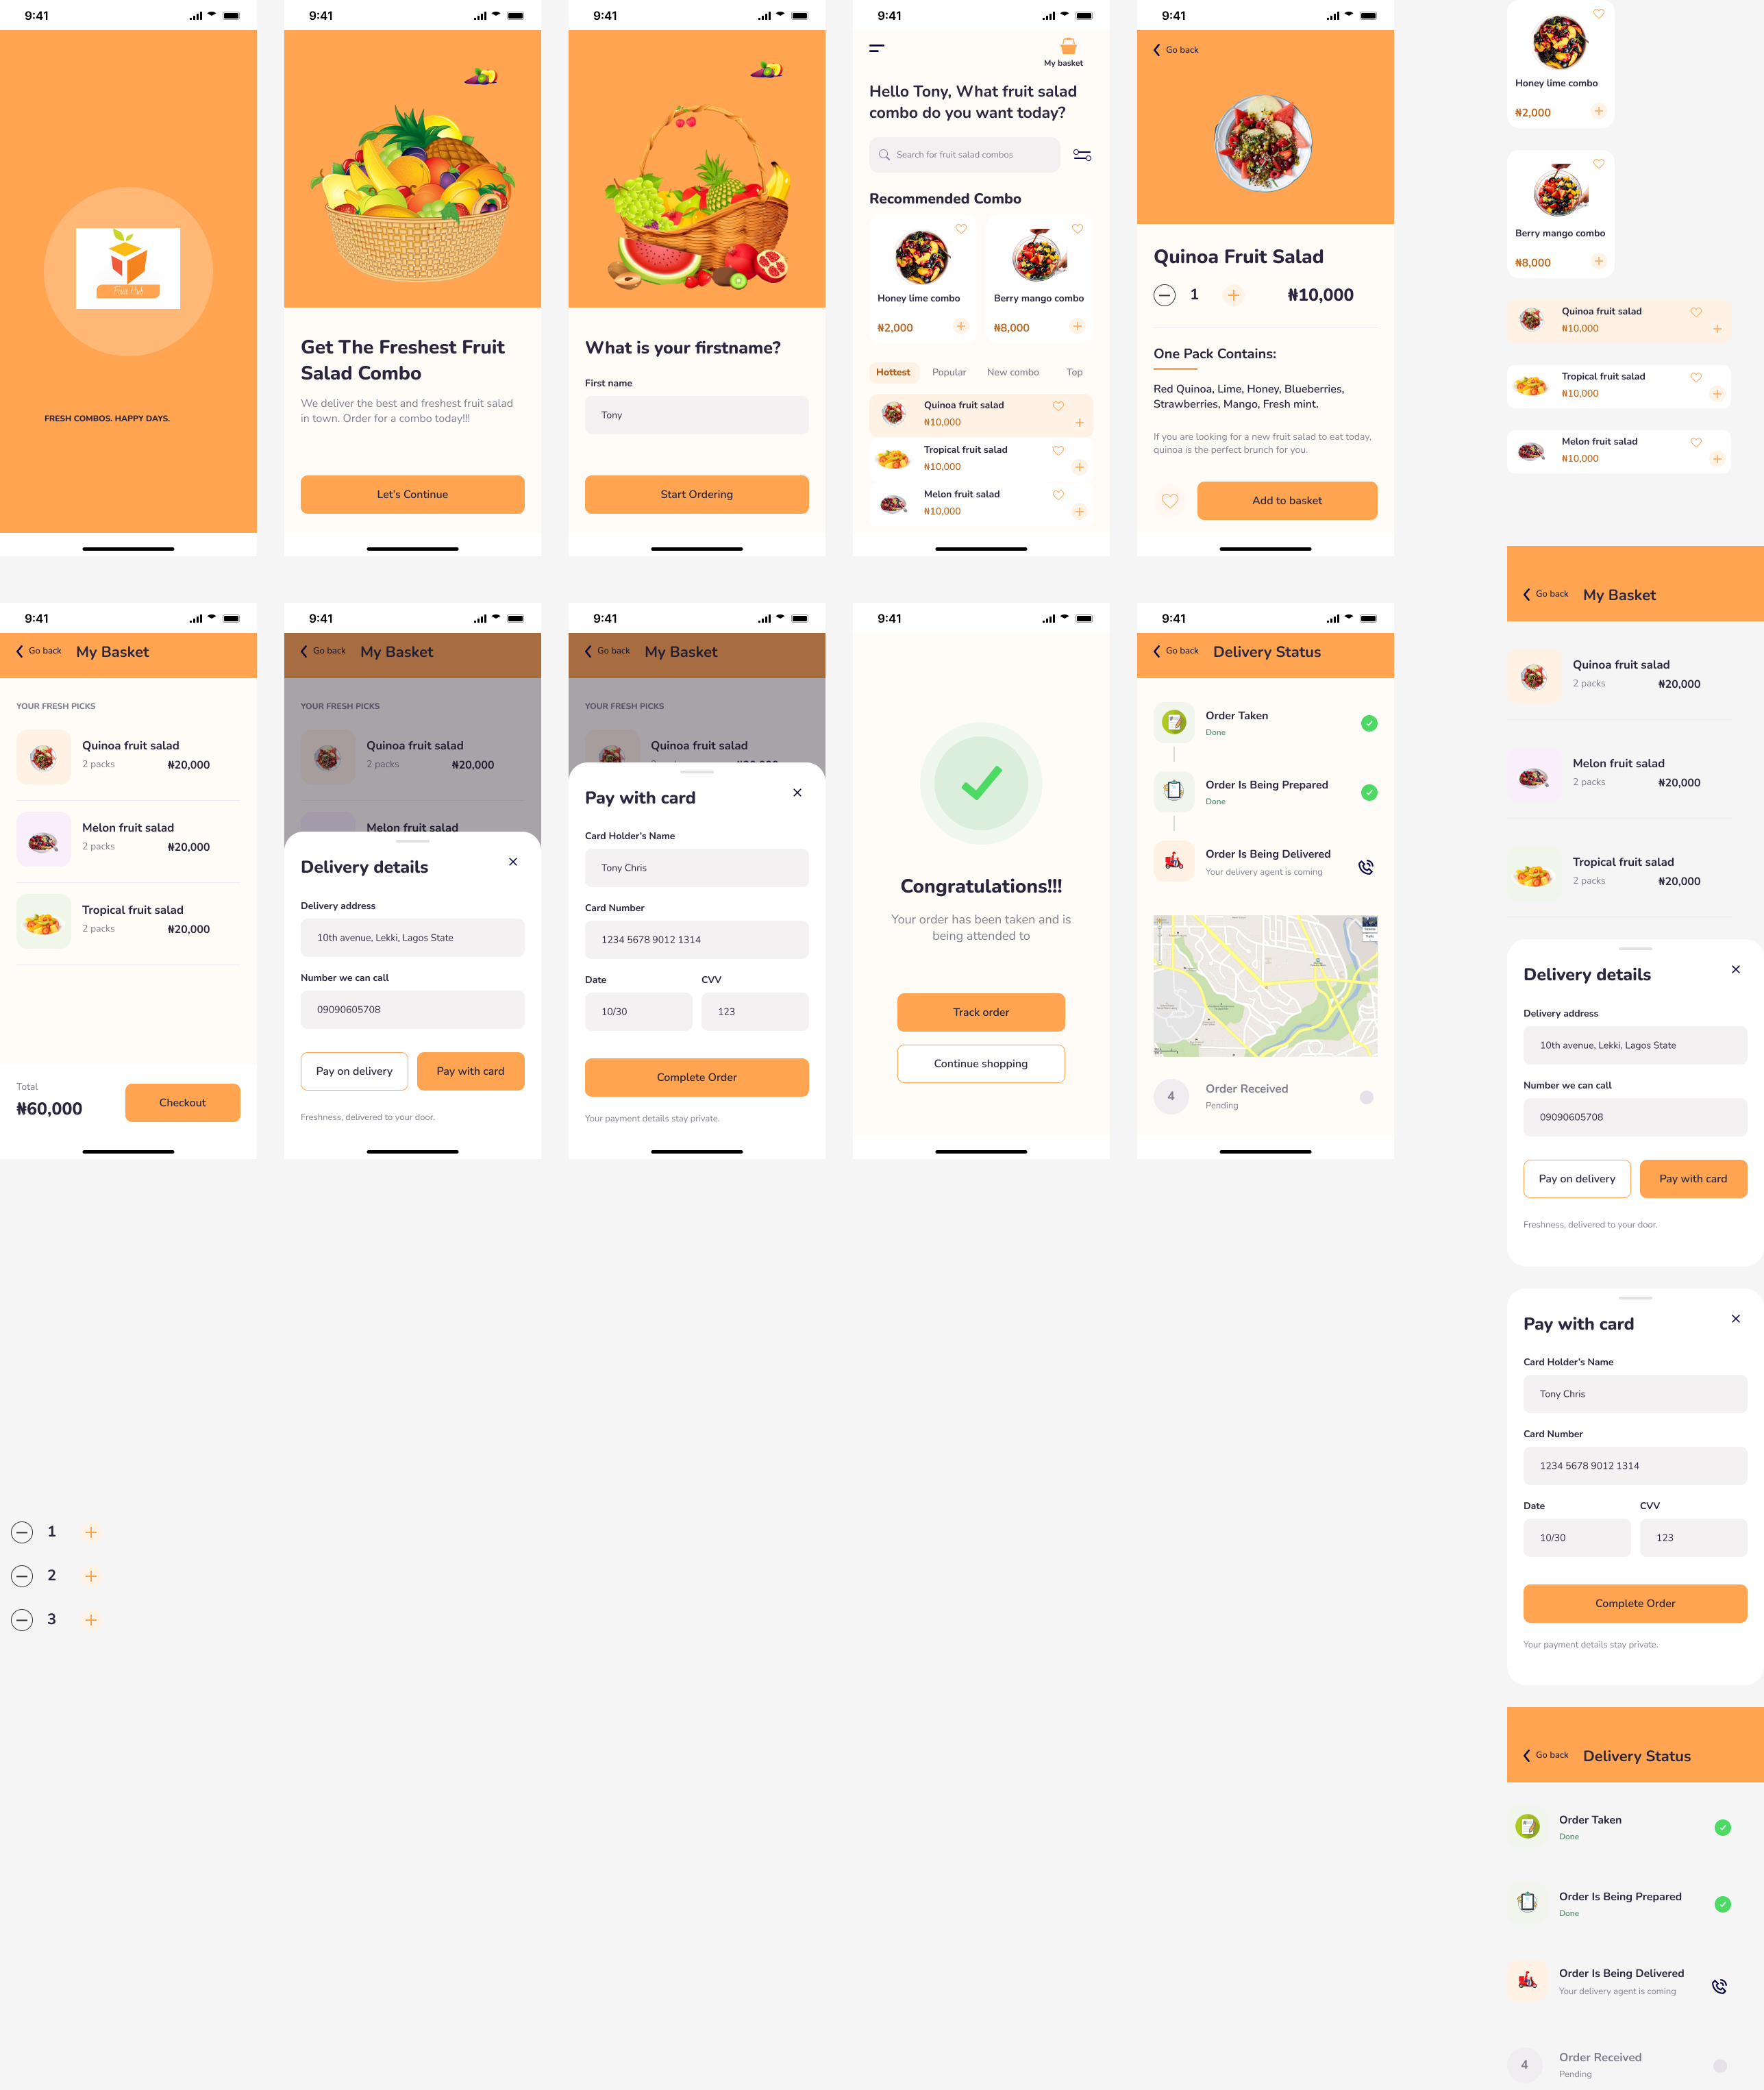 9:41
Fruit Hub
FRESH COMBOS. HAPPY DAYS.
9:41
Get The Freshest Fruit
Salad Combo
We deliver the best and freshest fruit salad
in town. Order for a combo today!!!
Let's Continue
9:41
What is your firstname?
First name
Tony
Start Ordering
9:41
My basket
Hello Tony, What fruit salad
combo do you want today?
Search for fruit salad combos
Recommended Combo
Honey lime combo
₦2,000
Berry mango combo
₦8,000
Hottest
Popular
New combo
Top
Quinoa fruit salad
₦10,000
Tropical fruit salad
₦10,000
Melon fruit salad
₦10,000
9:41
Go back
Quinoa Fruit Salad
1
₦10,000
One Pack Contains:
Red Quinoa, Lime, Honey, Blueberries,
Strawberries, Mango, Fresh mint.
If you are looking for a new fruit salad to eat today,
quinoa is the perfect brunch for you.
Add to basket
9:41
Go back
My Basket
YOUR FRESH PICKS
Quinoa fruit salad
2 packs
₦20,000
Melon fruit salad
2 packs
₦20,000
Tropical fruit salad
2 packs
₦20,000
Total
₦60,000
Checkout
9:41
Go back
My Basket
YOUR FRESH PICKS
Quinoa fruit salad
2 packs
₦20,000
Melon fruit salad
Delivery details
Delivery address
10th avenue, Lekki, Lagos State
Number we can call
09090605708
Pay on delivery
Pay with card
Freshness, delivered to your door.
9:41
Go back
My Basket
YOUR FRESH PICKS
Quinoa fruit salad
Pay with card
Card Holder's Name
Tony Chris
Card Number
1234 5678 9012 1314
Date
CVV
10/30
123
Complete Order
Your payment details stay private.
9:41
Congratulations!!!
Your order has been taken and is
being attended to
Track order
Continue shopping
9:41
Go back
Delivery Status
Order Taken
Done
Order Is Being Prepared
Done
Order Is Being Delivered
Your delivery agent is coming
4
Order Received
Pending
1
2
3
Honey lime combo
₦2,000
Berry mango combo
₦8,000
Quinoa fruit salad
₦10,000
Tropical fruit salad
₦10,000
Melon fruit salad
₦10,000
Go back
My Basket
Quinoa fruit salad
2 packs
₦20,000
Melon fruit salad
2 packs
₦20,000
Tropical fruit salad
2 packs
₦20,000
Delivery details
Delivery address
10th avenue, Lekki, Lagos State
Number we can call
09090605708
Pay on delivery
Pay with card
Freshness, delivered to your door.
Pay with card
Card Holder's Name
Tony Chris
Card Number
1234 5678 9012 1314
Date
CVV
10/30
123
Complete Order
Your payment details stay private.
Go back
Delivery Status
Order Taken
Done
Order Is Being Prepared
Done
Order Is Being Delivered
Your delivery agent is coming
4
Order Received
Pending